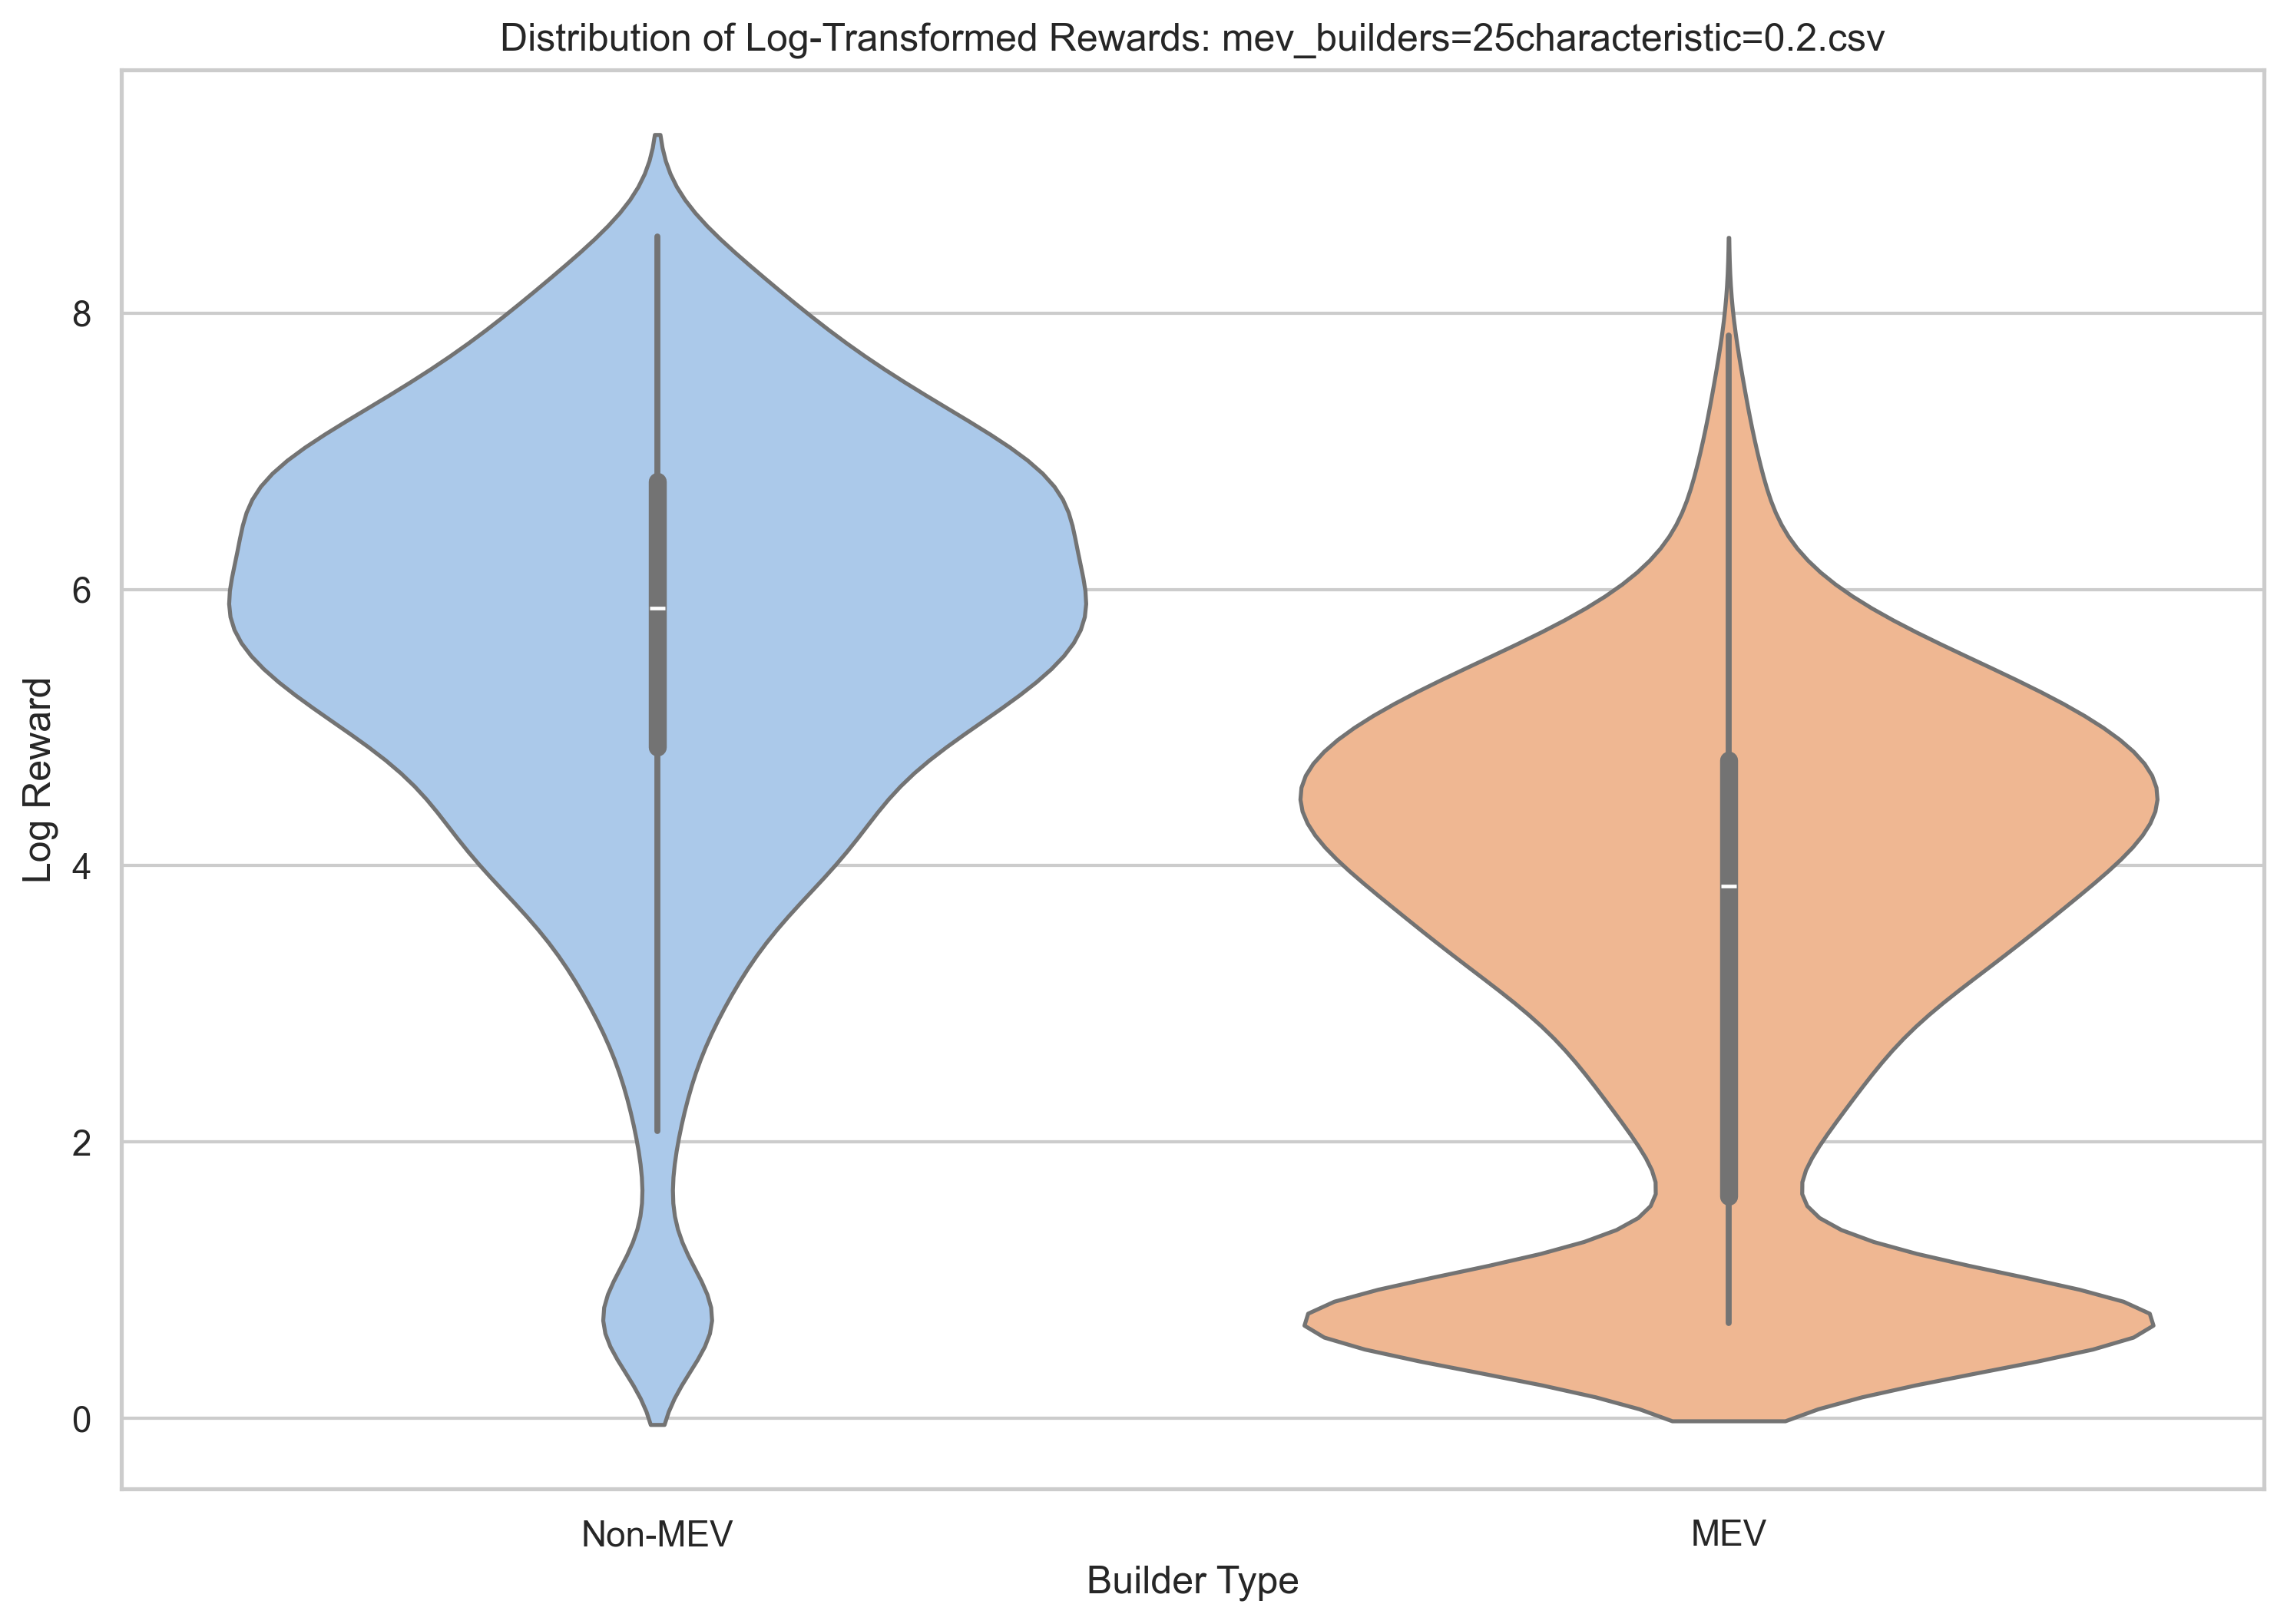 Distribution of Log-Transformed Rewards: mev_builders=25characteristic=0.2.csv
Log Reward
8
6
4
2
0
Non-MEV
MEV
Builder Type